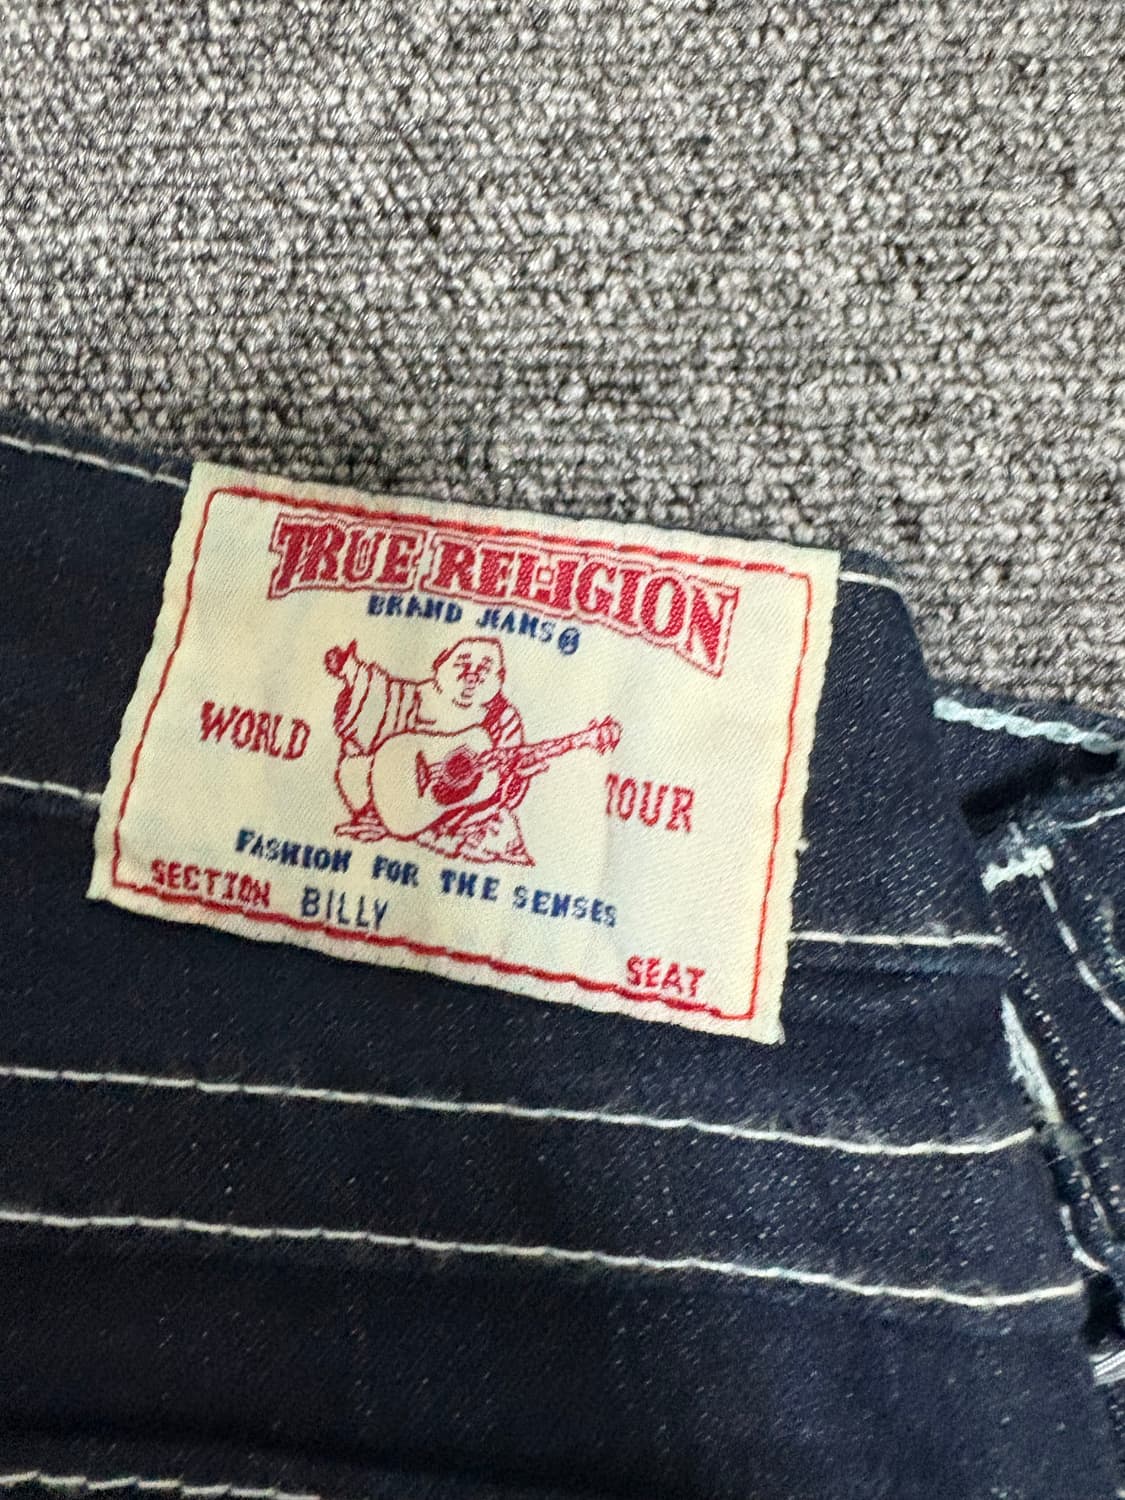 TRUE RELIGION
BRAND JEANS®
WORLD TOUR
FASHION FOR THE SENSES
SECTION BILLY
SEAT